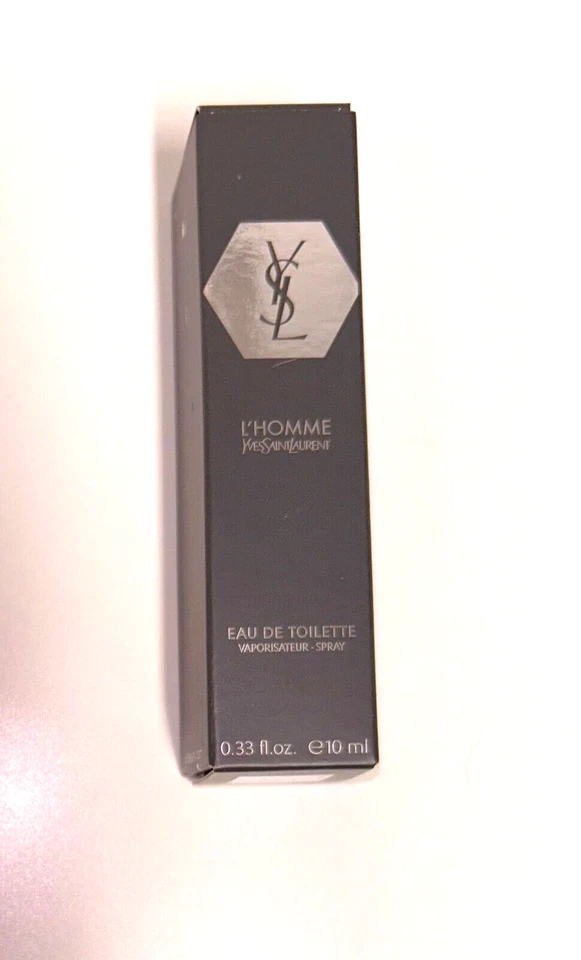 YSL
L'HOMME
YVESSAINTLAURENT
EAU DE TOILETTE
VAPORISATEUR - SPRAY
0.33 fl.oz. ℮10 ml